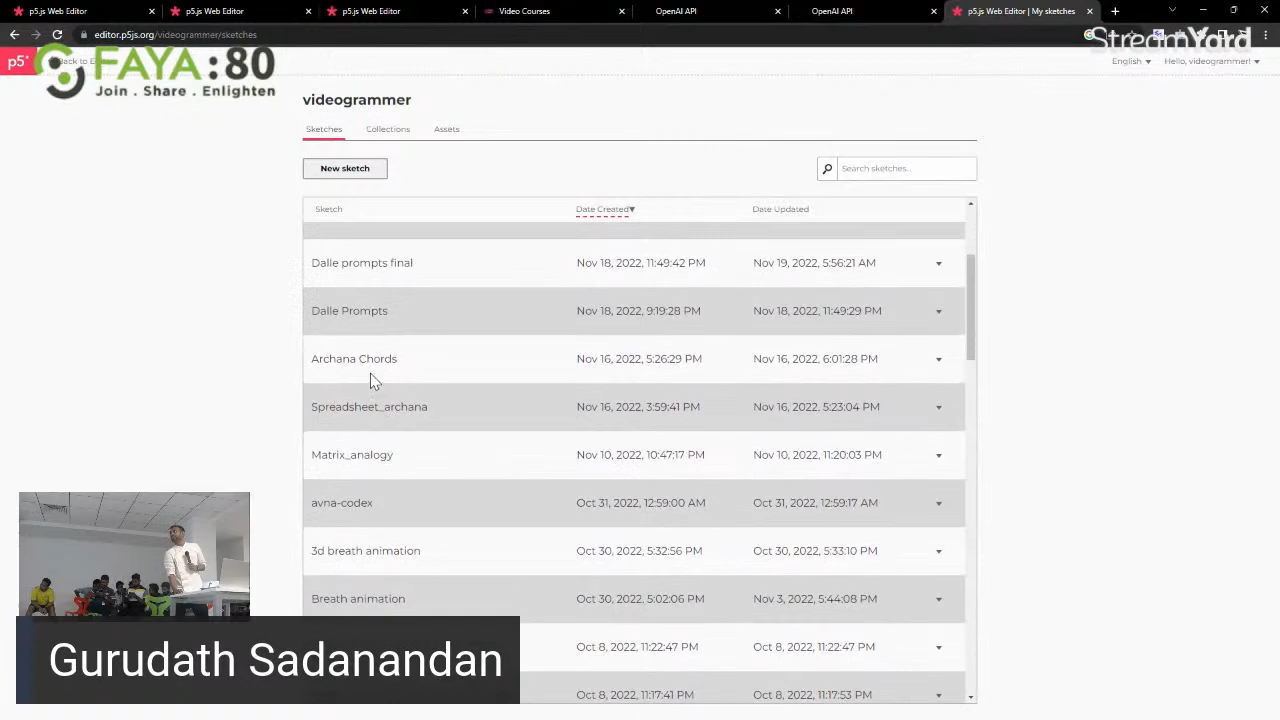 p5.js Web Editor
p5.js Web Editor
p5.js Web Editor
Video Courses
OpenAI API
OpenAI API
p5.js Web Editor | My sketches
editor.p5js.org/videogrammer/sketches
StreamYard
p5*
Back to
FAYA:80
Join . Share . Enlighten
English
Hello, videogrammer!
videogrammer
Sketches Collections Assets
New sketch
Search sketches...
Sketch Date Created Date Updated
Dalle prompts final Nov 18, 2022, 11:49:42 PM Nov 19, 2022, 5:56:21 AM
Dalle Prompts Nov 18, 2022, 9:19:28 PM Nov 18, 2022, 11:49:29 PM
Archana Chords Nov 16, 2022, 5:26:29 PM Nov 16, 2022, 6:01:28 PM
Spreadsheet_archana Nov 16, 2022, 3:59:41 PM Nov 16, 2022, 5:23:04 PM
Matrix_analogy Nov 10, 2022, 10:47:17 PM Nov 10, 2022, 11:20:03 PM
avna-codex Oct 31, 2022, 12:59:00 AM Oct 31, 2022, 12:59:17 AM
3d breath animation Oct 30, 2022, 5:32:56 PM Oct 30, 2022, 5:33:10 PM
Breath animation Oct 30, 2022, 5:02:06 PM Nov 3, 2022, 5:44:08 PM
Oct 8, 2022, 11:22:47 PM Oct 8, 2022, 11:22:47 PM
Oct 8, 2022, 11:17:41 PM Oct 8, 2022, 11:17:53 PM
Gurudath Sadanandan